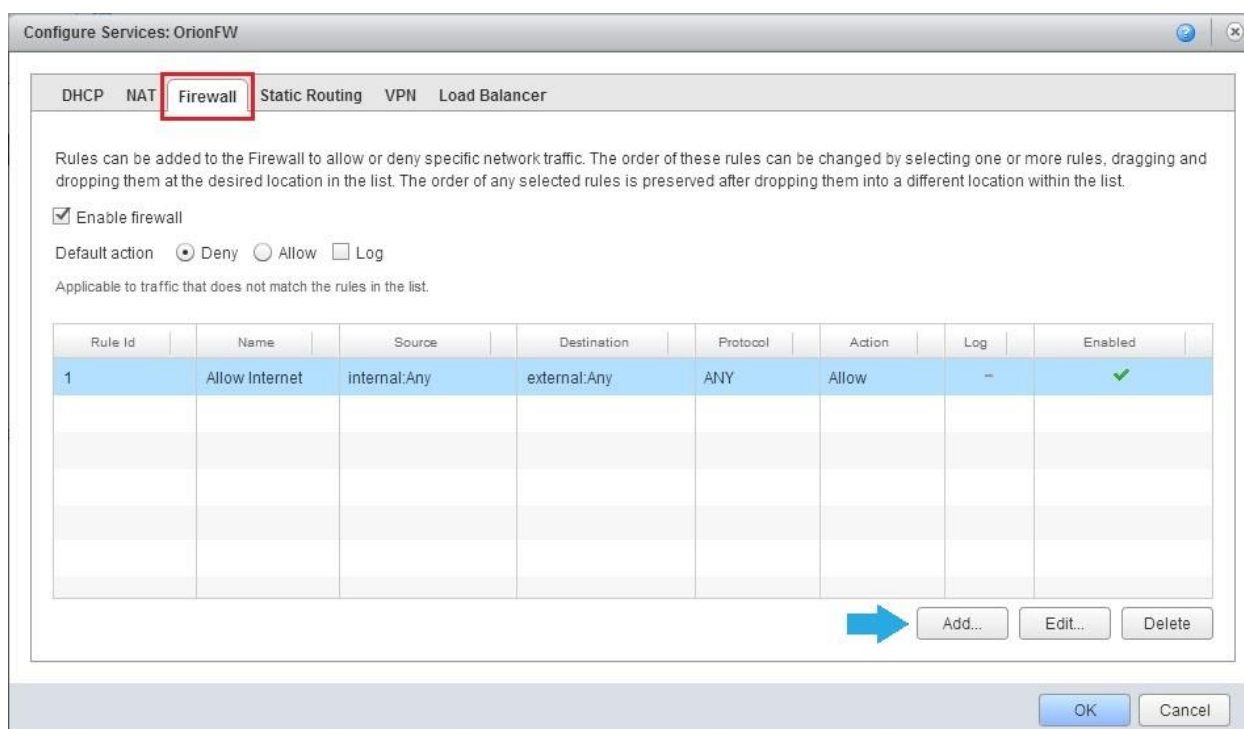 Configure Services: OrionFW
DHCP NAT Firewall Static Routing VPN Load Balancer
Rules can be added to the Firewall to allow or deny specific network traffic. The order of these rules can be changed by selecting one or more rules, dragging and
dropping them at the desired location in the list. The order of any selected rules is preserved after dropping them into a different location within the list.
Enable firewall
Default action Deny Allow Log
Applicable to traffic that does not match the rules in the list.
Rule Id Name Source Destination Protocol Action Log Enabled
1 Allow Internet internal:Any external:Any ANY Allow -
Add... Edit... Delete
OK Cancel